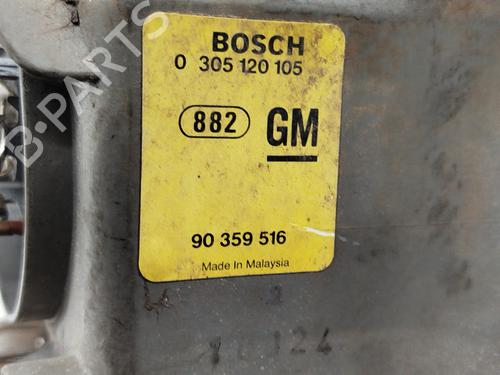 BOSCH
0 305 120 105
882 GM
90 359 516
Made In Malaysia
B-PARTS